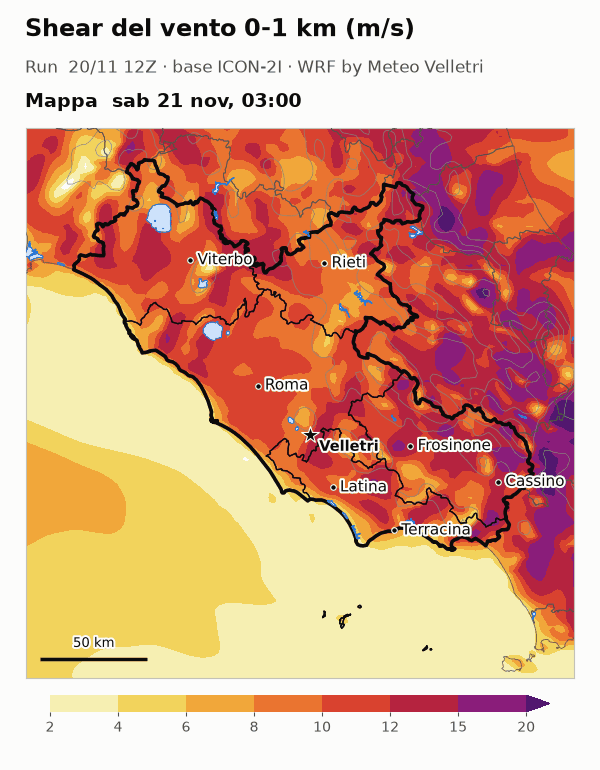 Shear del vento 0-1 km (m/s)
Run 20/11 12Z · base ICON-2I · WRF by Meteo Velletri
Mappa sab 21 nov, 03:00
Viterbo
Rieti
Roma
Velletri
Frosinone
Latina
Cassino
Terracina
50 km
2 4 6 8 10 12 15 20